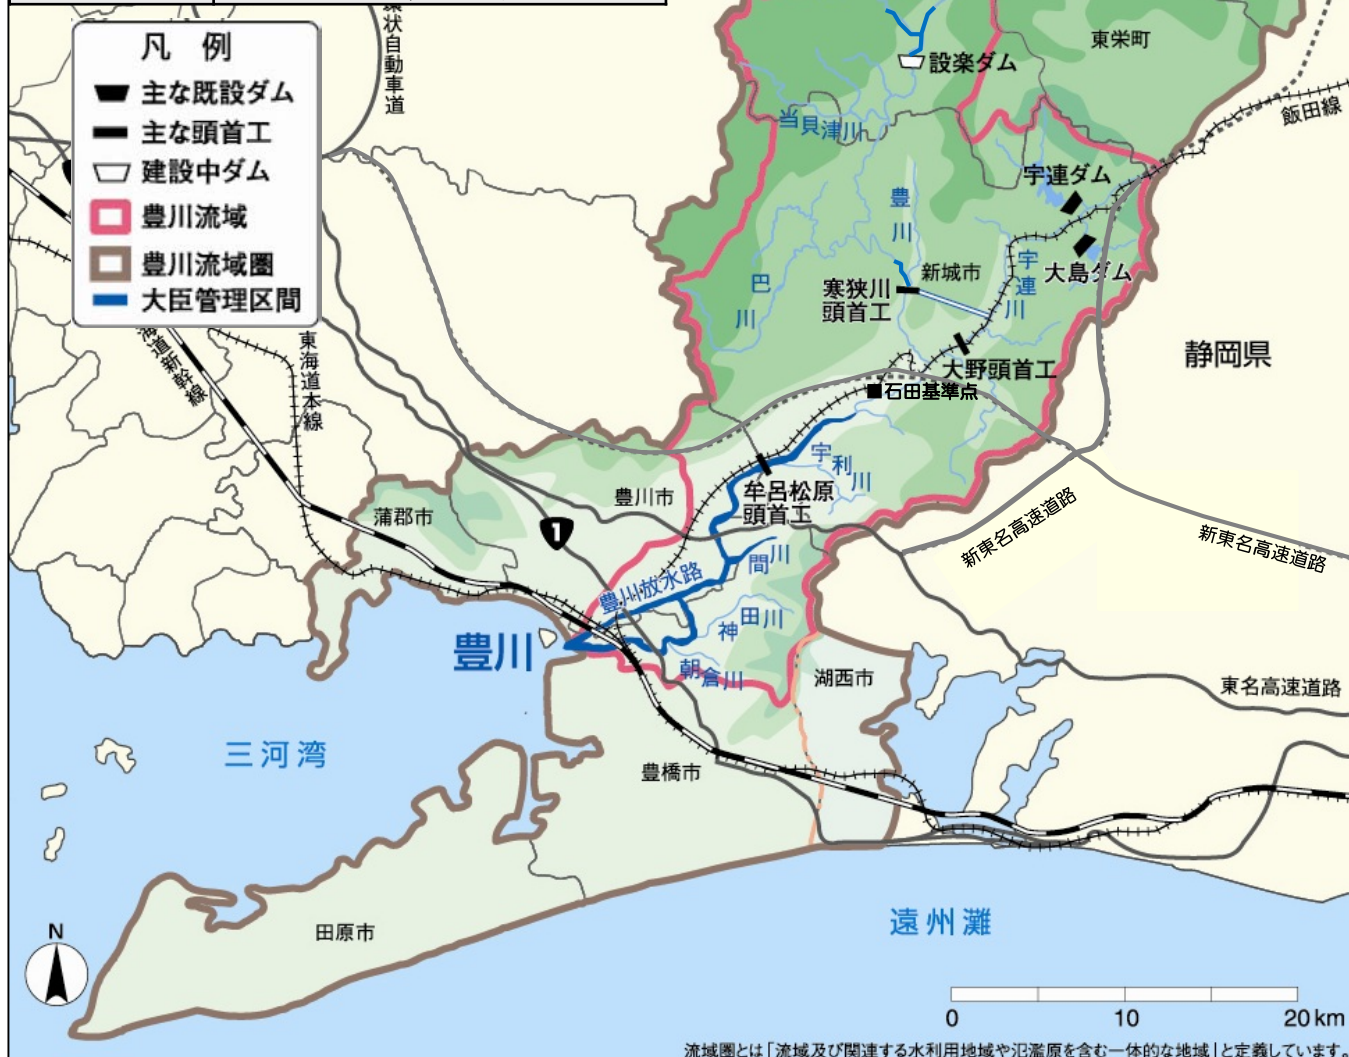 凡 例
主な既設ダム
主な頭首工
建設中ダム
豊川流域
豊川流域圏
大臣管理区間
状自動車道
東栄町
設楽ダム
飯田線
当貝津川
宇連ダム
豊川
大島ダム
宇連川
新城市
巴川
寒狭川
頭首工
静岡県
海道新幹線
東海道本線
大野頭首工
石田基準点
宇利川
牟呂松原
頭首工
豊川市
蒲郡市
1
新東名高速道路
新東名高速道路
間川
豊川放水路
神田川
豊川
朝倉川
湖西市
東名高速道路
三河湾
豊橋市
遠州灘
田原市
N
0 10 20km
流域圏とは「流域及び関連する水利用地域や氾濫原を含む一体的な地域」と定義しています。